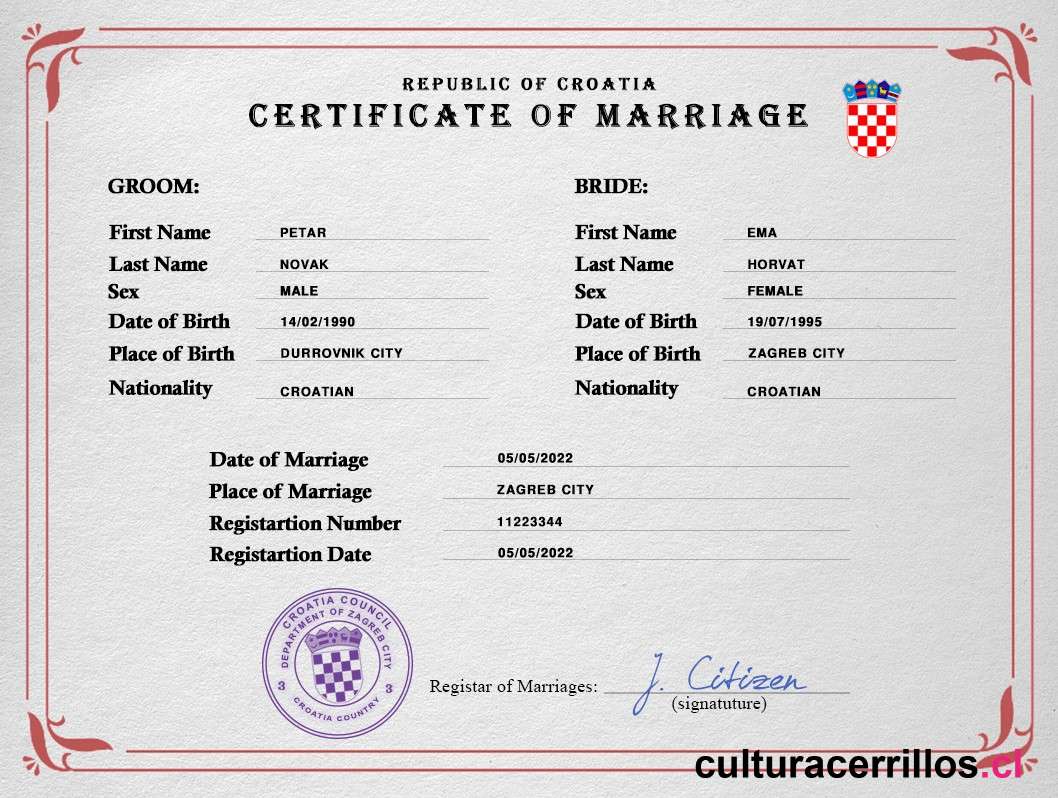 REPUBLIC OF CROATIA
CERTIFICATE OF MARRIAGE
GROOM:
First Name PETAR
Last Name NOVAK
Sex MALE
Date of Birth 14/02/1990
Place of Birth DURROVNIK CITY
Nationality CROATIAN
BRIDE:
First Name EMA
Last Name HORVAT
Sex FEMALE
Date of Birth 19/07/1995
Place of Birth ZAGREB CITY
Nationality CROATIAN
Date of Marriage 05/05/2022
Place of Marriage ZAGREB CITY
Registartion Number 11223344
Registartion Date 05/05/2022
CROATIA COUNCIL
DEPARTMENT OF ZAGREB CITY
3 3
CROATIA COUNTRY
Registar of Marriages: J. Citizen
(signatuture)
culturacerrillos.cl